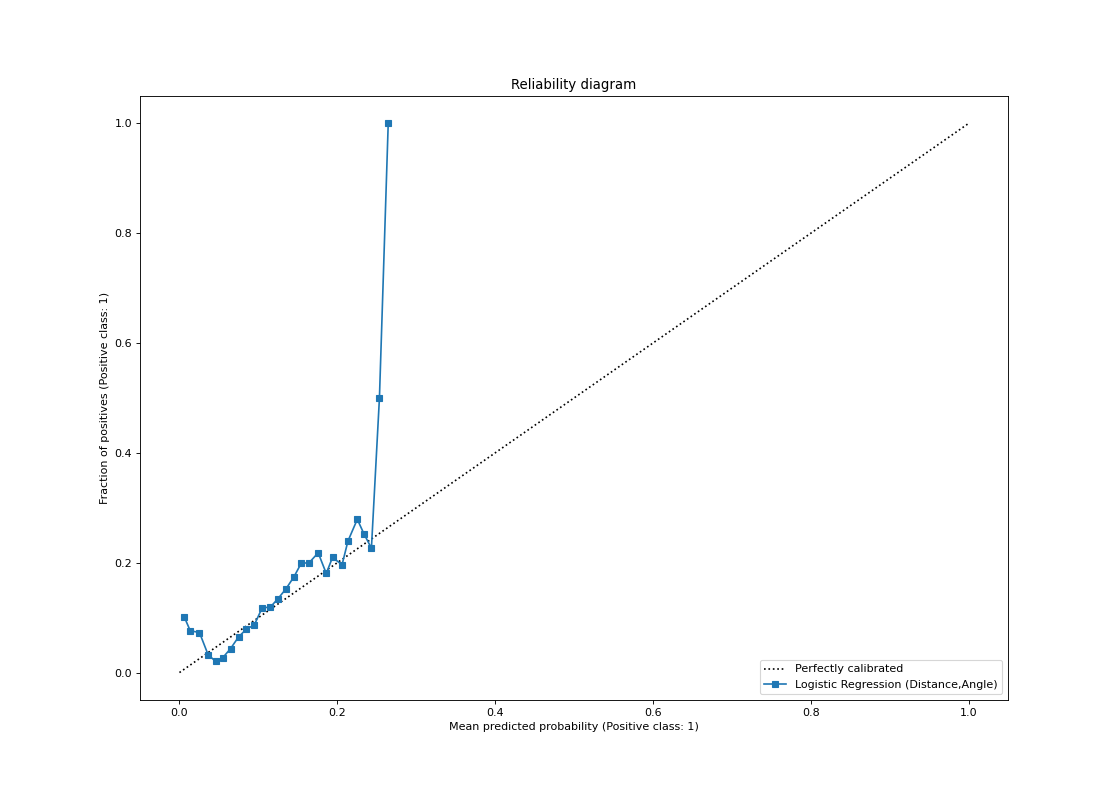 Reliability diagram
1.0
0.8
0.6
0.4
0.2
0.0
Fraction of positives (Positive class: 1)
0.0 0.2 0.4 0.6 0.8 1.0
Mean predicted probability (Positive class: 1)
Perfectly calibrated
Logistic Regression (Distance,Angle)